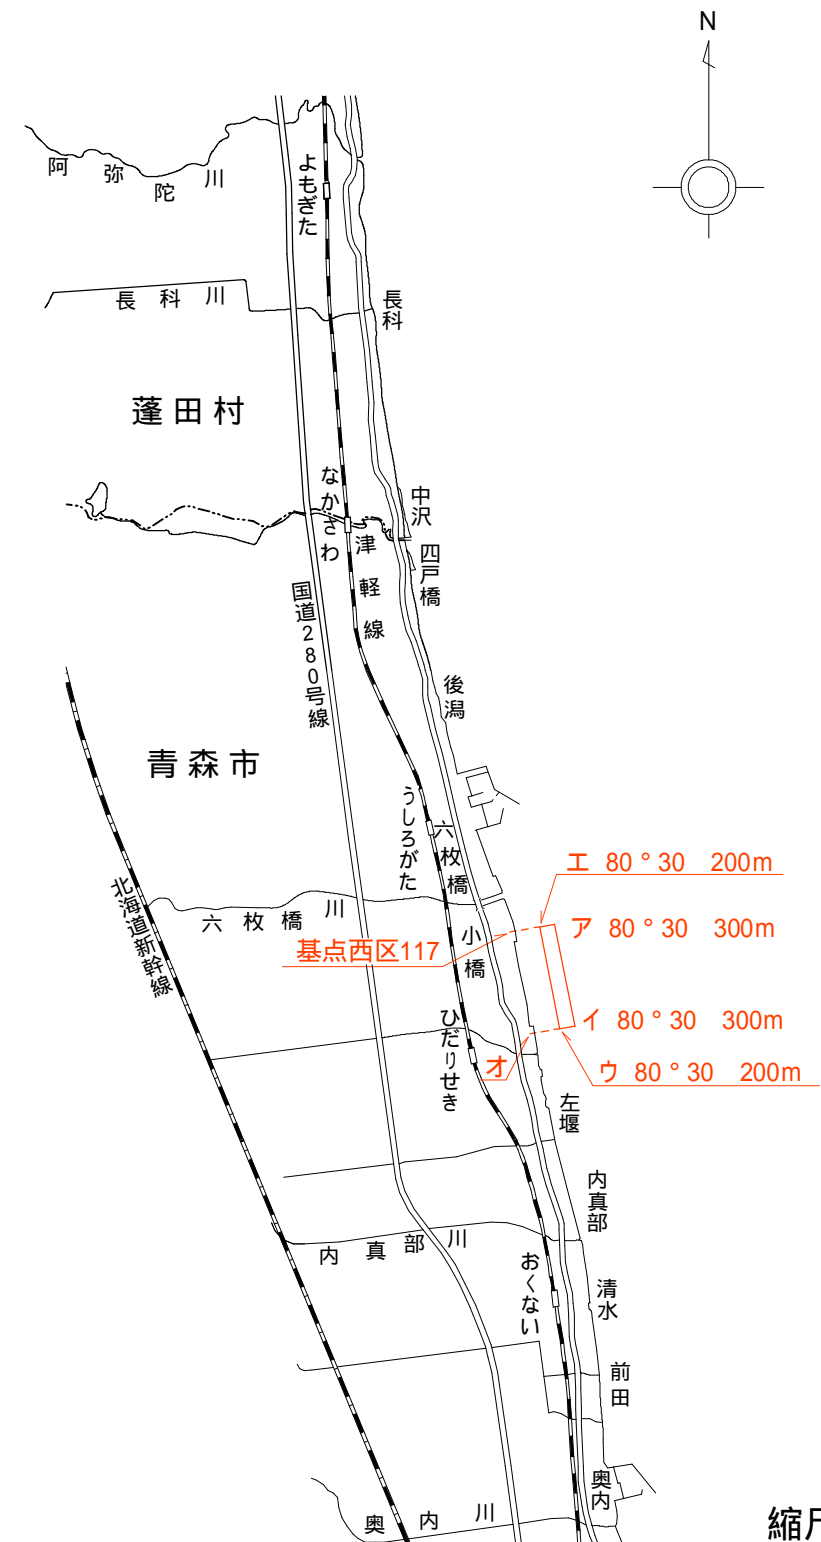 N
阿弥陀川
よもぎた
長科川
長科
蓬田村
なかさわ
中沢
津軽線
四戸橋
国道280号線
後潟
青森市
うしろがた
六枚橋
エ 80°30 200m
北海道新幹線
六枚橋川
小橋
ア 80°30 300m
基点西区117
イ 80°30 300m
ひだりせき
オ
ウ 80°30 200m
左堰
内真部
内真部川
おくない
清水
前田
奥内
奥内川
縮尺